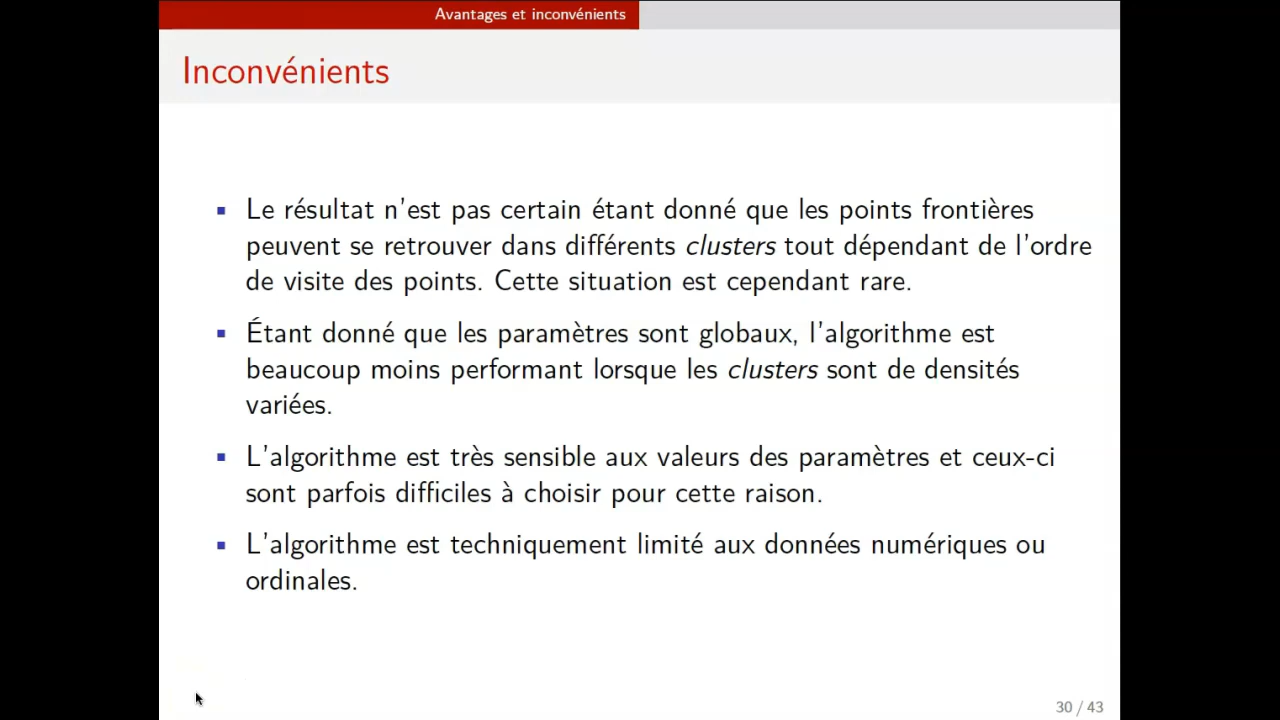 Avantages et inconvénients
Inconvénients
Le résultat n'est pas certain étant donné que les points frontières
peuvent se retrouver dans différents clusters tout dépendant de l'ordre
de visite des points. Cette situation est cependant rare.
Étant donné que les paramètres sont globaux, l'algorithme est
beaucoup moins performant lorsque les clusters sont de densités
variées.
L'algorithme est très sensible aux valeurs des paramètres et ceux-ci
sont parfois difficiles à choisir pour cette raison.
L'algorithme est techniquement limité aux données numériques ou
ordinales.
30 / 43